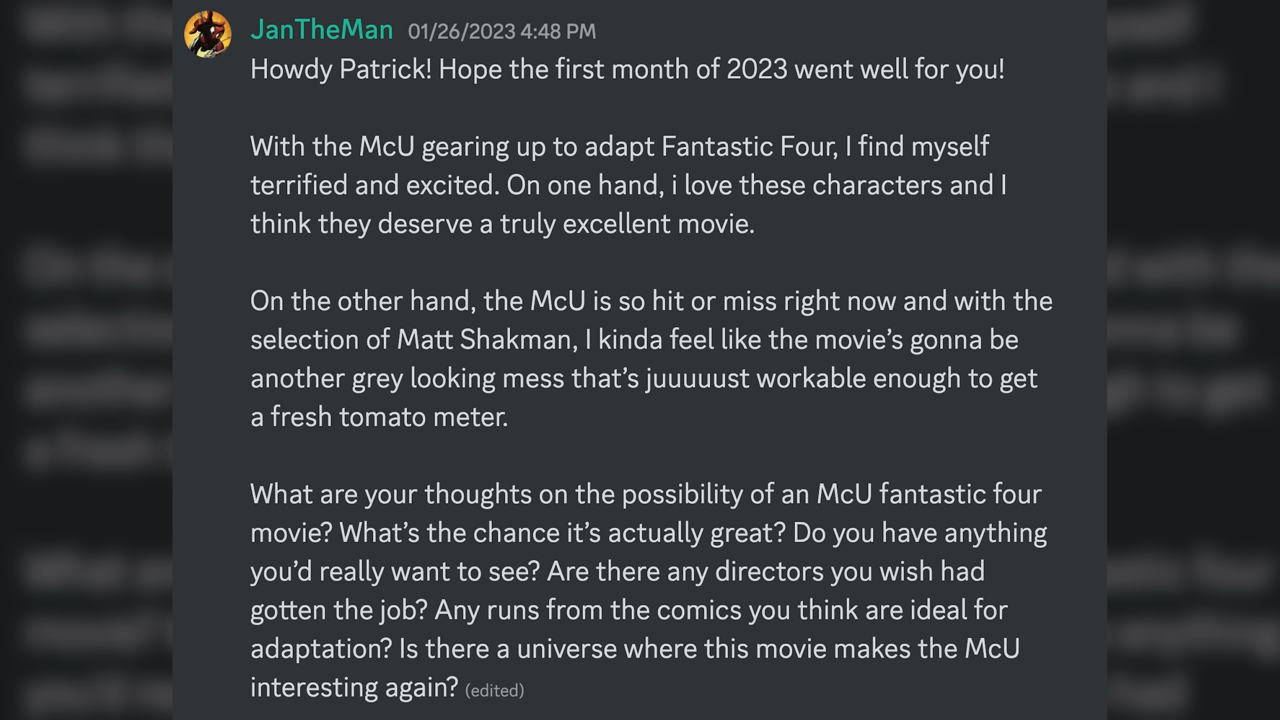 JanTheMan 01/26/2023 4:48 PM
Howdy Patrick! Hope the first month of 2023 went well for you!
With the McU gearing up to adapt Fantastic Four, I find myself
terrified and excited. On one hand, i love these characters and I
think they deserve a truly excellent movie.
On the other hand, the McU is so hit or miss right now and with the
selection of Matt Shakman, I kinda feel like the movie's gonna be
another grey looking mess that's juuuuust workable enough to get
a fresh tomato meter.
What are your thoughts on the possibility of an McU fantastic four
movie? What's the chance it's actually great? Do you have anything
you'd really want to see? Are there any directors you wish had
gotten the job? Any runs from the comics you think are ideal for
adaptation? Is there a universe where this movie makes the McU
interesting again? (edited)